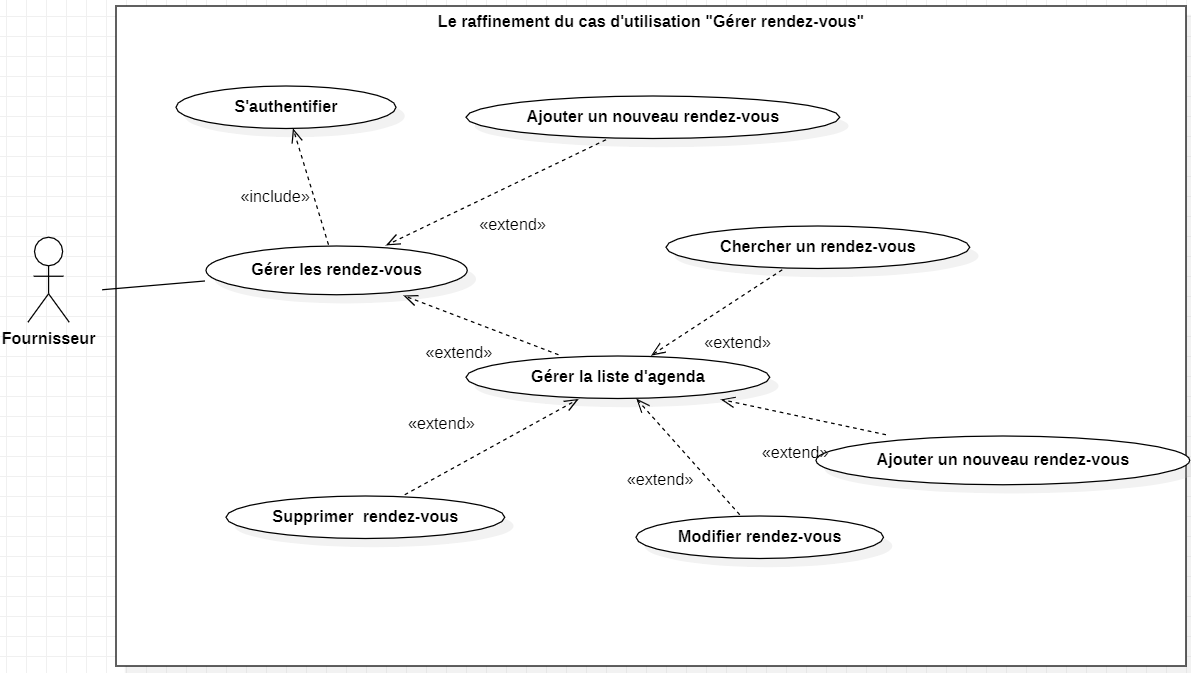 Le raffinement du cas d'utilisation "Gérer rendez-vous"
S'authentifier
Ajouter un nouveau rendez-vous
«include»
«extend»
Chercher un rendez-vous
Gérer les rendez-vous
Fournisseur
«extend»
«extend»
Gérer la liste d'agenda
«extend»
«extend»
Ajouter un nouveau rendez-vous
«extend»
Supprimer  rendez-vous
Modifier rendez-vous